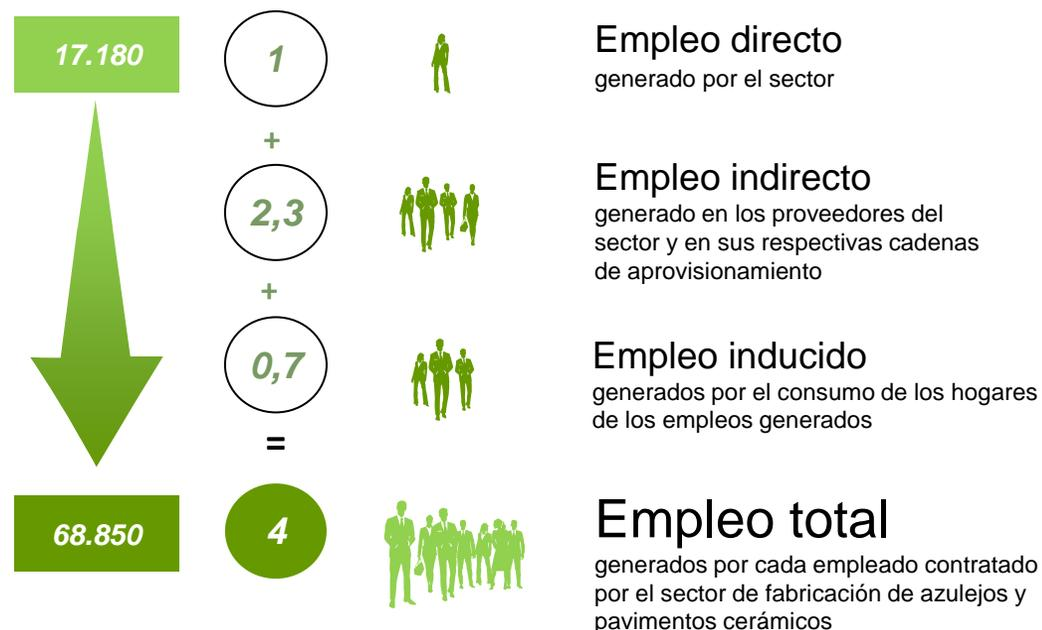 17.180
1
Empleo directo
generado por el sector
+
2,3
Empleo indirecto
generado en los proveedores del
sector y en sus respectivas cadenas
de aprovisionamiento
+
0,7
Empleo inducido
generados por el consumo de los hogares
de los empleos generados
=
68.850
4
Empleo total
generados por cada empleado contratado
por el sector de fabricación de azulejos y
pavimentos cerámicos